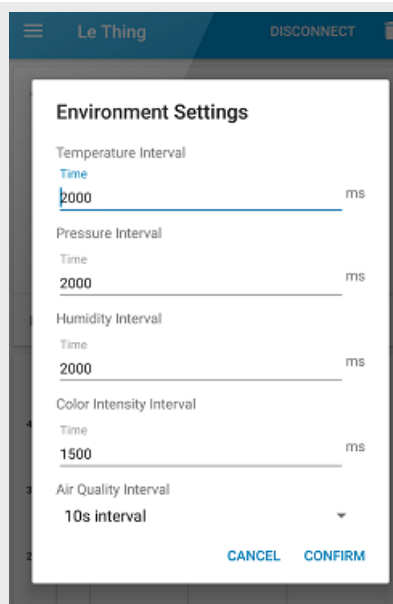 Le Thing DISCONNECT
Environment Settings
Temperature Interval
Time
2000 ms
Pressure Interval
Time
2000 ms
Humidity Interval
Time
2000 ms
Color Intensity Interval
Time
1500 ms
Air Quality Interval
10s interval
CANCEL CONFIRM